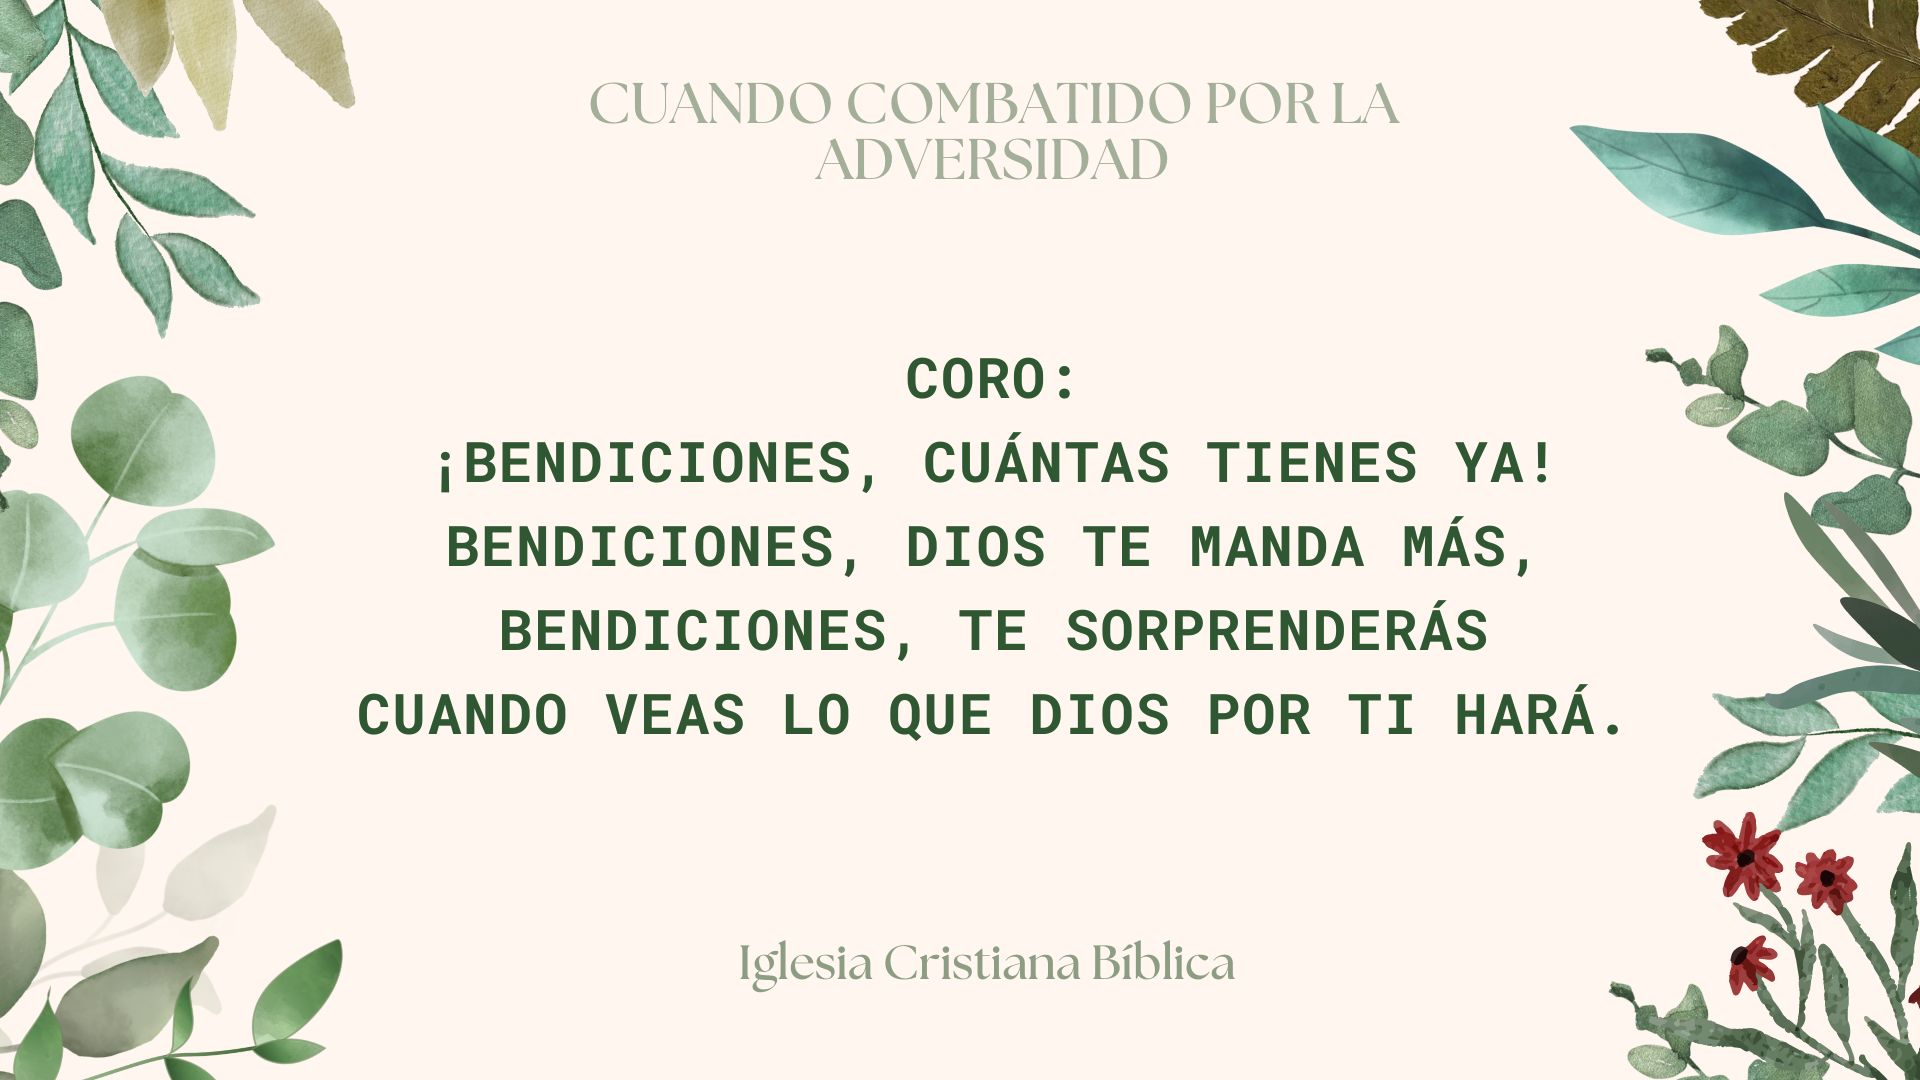 CUANDO COMBATIDO POR LA
ADVERSIDAD
CORO:
¡BENDICIONES, CUÁNTAS TIENES YA!
BENDICIONES, DIOS TE MANDA MÁS,
BENDICIONES, TE SORPRENDERÁS
CUANDO VEAS LO QUE DIOS POR TI HARÁ.
Iglesia Cristiana Bíblica